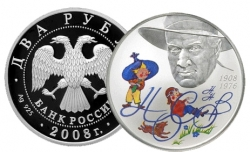 ДВА РУБЛЯ
Ag 925
БАНК РОССИИ
2008 г.
1908
1976